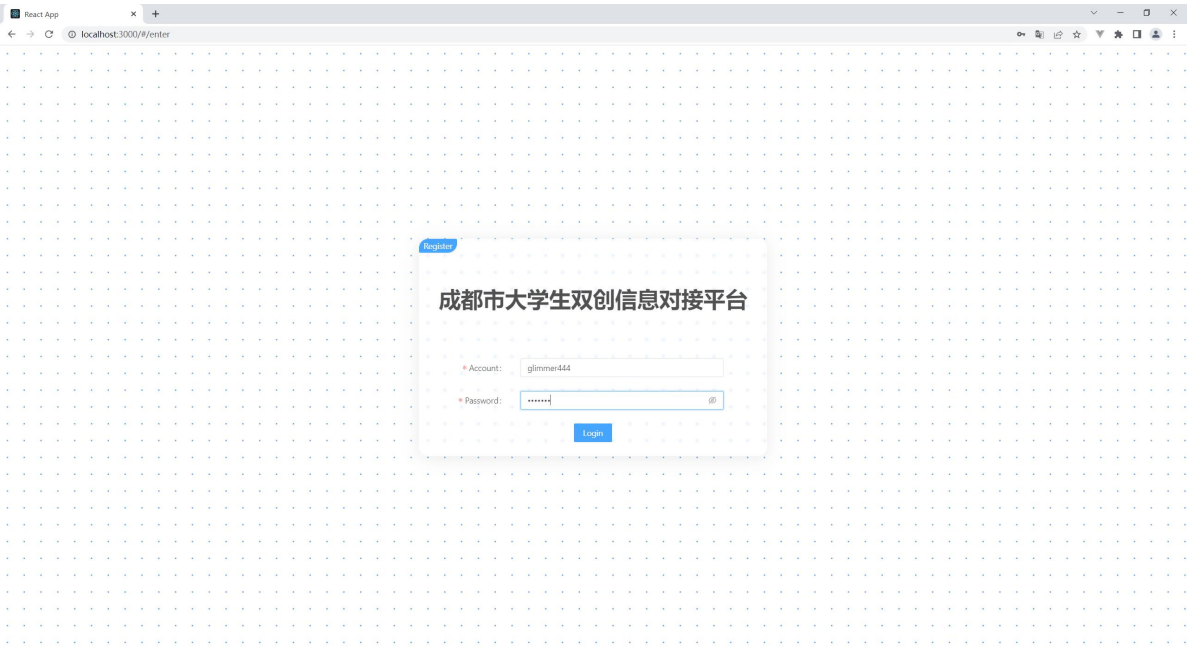 React App
localhost:3000/#/enter
Register
成都市大学生双创信息对接平台
* Account:
glimmer444
* Password:
•••••••
Login